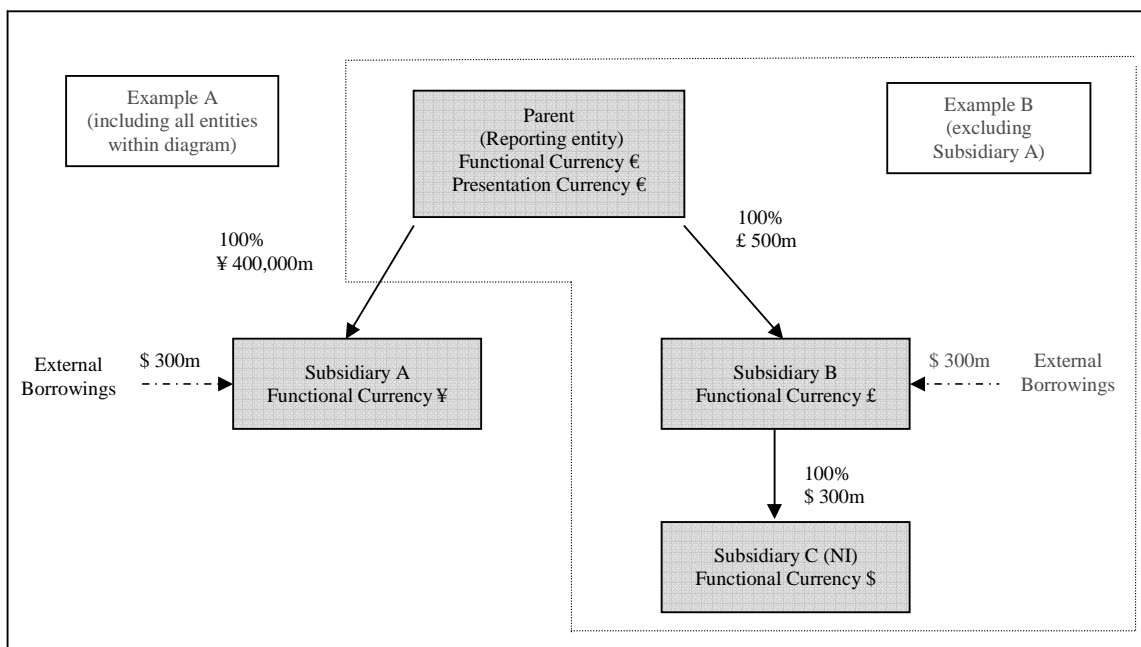 Example A
(including all entities
within diagram)
Parent
(Reporting entity)
Functional Currency €
Presentation Currency €
Example B
(excluding
Subsidiary A)
100%
¥ 400,000m
100%
£ 500m
External
Borrowings
$ 300m
Subsidiary A
Functional Currency ¥
Subsidiary B
Functional Currency £
$ 300m
External
Borrowings
100%
$ 300m
Subsidiary C (NI)
Functional Currency $